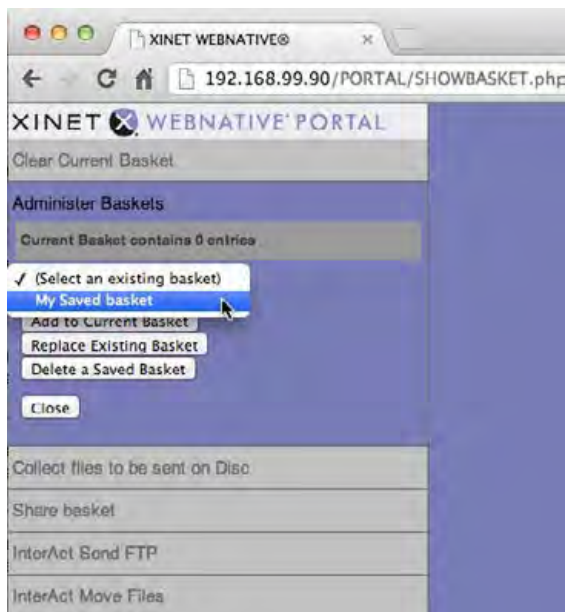 XINET WEBNATIVE® ×
192.168.99.90/PORTAL/SHOWBASKET.php
XINET X WEBNATIVE® PORTAL
Clear Current Basket
Administer Baskets
Current Basket contains 0 entries
✓ (Select an existing basket)
My Saved basket
Add to Current Basket
Replace Existing Basket
Delete a Saved Basket
Close
Collect files to be sent on Disc
Share basket
InterAct Send FTP
InterAct Move Files